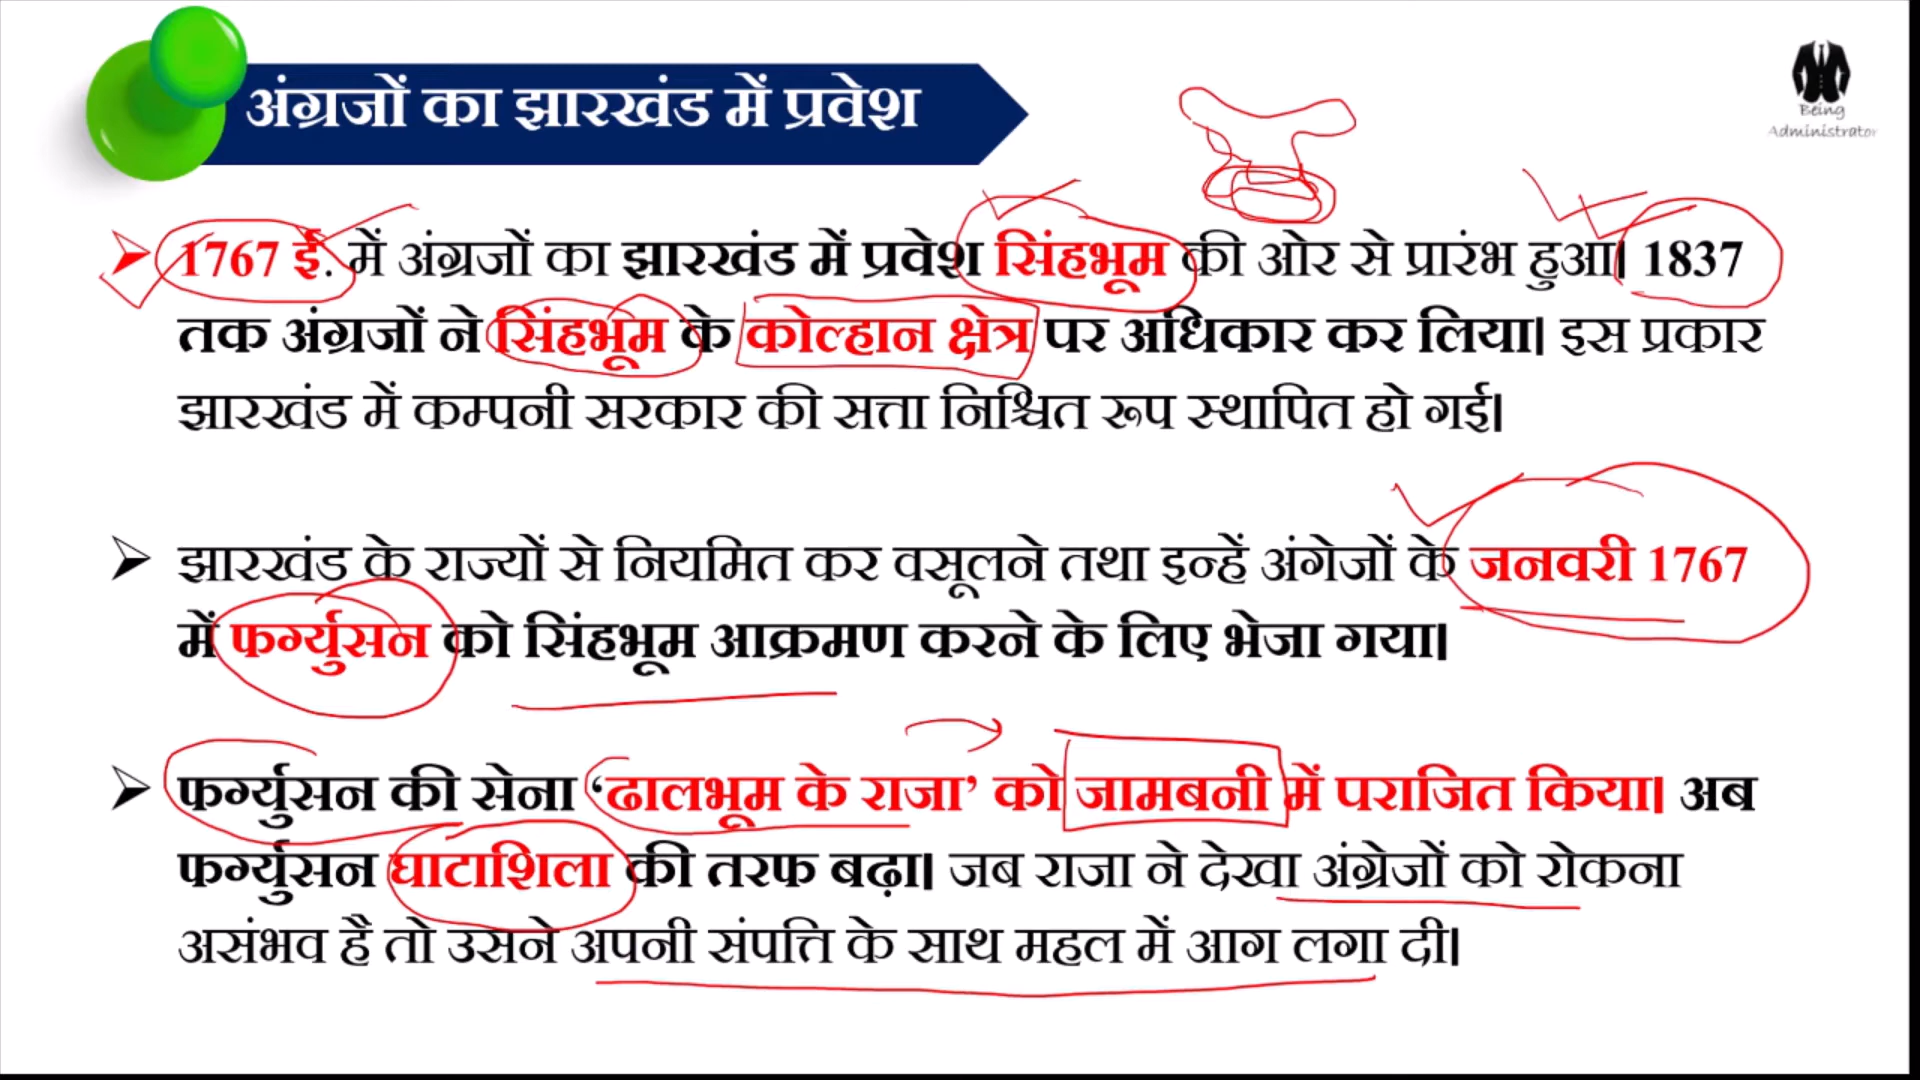 अंग्रजों का झारखंड में प्रवेश
Being
Administrator
1767 ई. में अंग्रजों का झारखंड में प्रवेश सिंहभूम की ओर से प्रारंभ हुआ। 1837
तक अंग्रजों ने सिंहभूम के कोल्हान क्षेत्र पर अधिकार कर लिया। इस प्रकार
झारखंड में कम्पनी सरकार की सत्ता निश्चित रूप स्थापित हो गई।
झारखंड के राज्यों से नियमित कर वसूलने तथा इन्हें अंगेजों के जनवरी 1767
में फर्ग्युसन को सिंहभूम आक्रमण करने के लिए भेजा गया।
फर्ग्युसन की सेना ‘ढालभूम के राजा’ को जामबनी में पराजित किया। अब
फर्ग्युसन घाटाशिला की तरफ बढ़ा। जब राजा ने देखा अंग्रेजों को रोकना
असंभव है तो उसने अपनी संपत्ति के साथ महल में आग लगा दी।